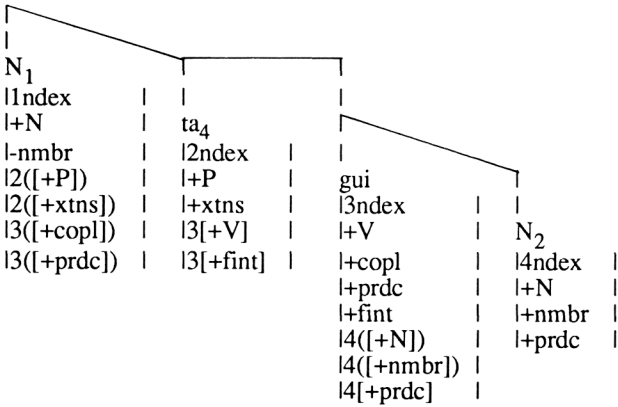 N1
|1ndex |
|+N |
|-nmbr |
|2([+P]) |
|2([+xtns]) |
|3([+copl]) |
|3([+prdc]) |
ta4
|2ndex |
|+P |
|+xtns |
|3[+V] |
|3[+fint] |
gui
|3ndex |
|+V |
|+copl |
|+prdc |
|+fint |
|4([+N]) |
|4([+nmbr]) |
|4[+prdc] |
N2
|4ndex |
|+N |
|+nmbr |
|+prdc |